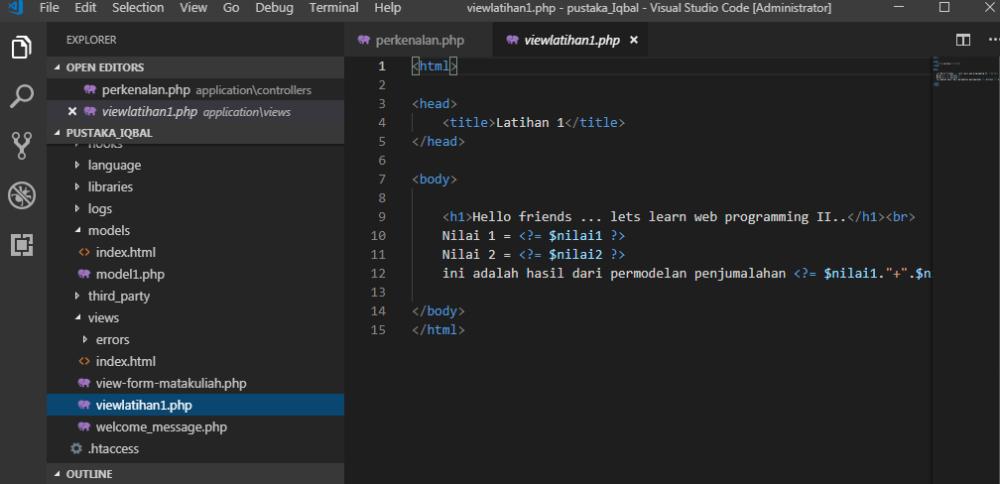 File Edit Selection View Go Debug Terminal Help viewlatihan1.php - pustaka_Iqbal - Visual Studio Code [Administrator]
EXPLORER
OPEN EDITORS
perkenalan.php application\controllers
viewlatihan1.php application\views
PUSTAKA_IQBAL
hooks
language
libraries
logs
models
index.html
model1.php
third_party
views
errors
index.html
view-form-matakuliah.php
viewlatihan1.php
welcome_message.php
.htaccess
OUTLINE
perkenalan.php viewlatihan1.php
1 <html>
2
3 <head>
4 <title>Latihan 1</title>
5 </head>
6
7 <body>
8
9 <h1>Hello friends ... lets learn web programming II..</h1><br>
10 Nilai 1 = <?= $nilai1 ?>
11 Nilai 2 = <?= $nilai2 ?>
12 ini adalah hasil dari permodelan penjumalahan <?= $nilai1."+".$ni
13
14 </body>
15 </html>